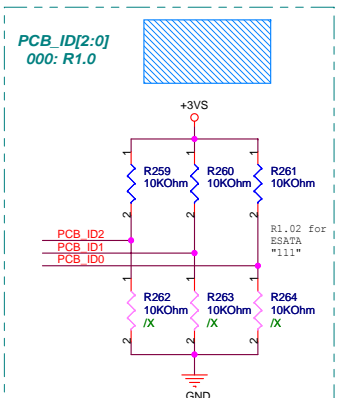 PCB_ID[2:0]
000: R1.0
+3VS
1
1
1
R259
10KOhm
R260
10KOhm
R261
10KOhm
2
2
2
PCB_ID2
PCB_ID1
PCB_ID0
R1.02 for
ESATA
"111"
1
1
1
R262
10KOhm
/X
R263
10KOhm
/X
R264
10KOhm
/X
2
2
2
GND